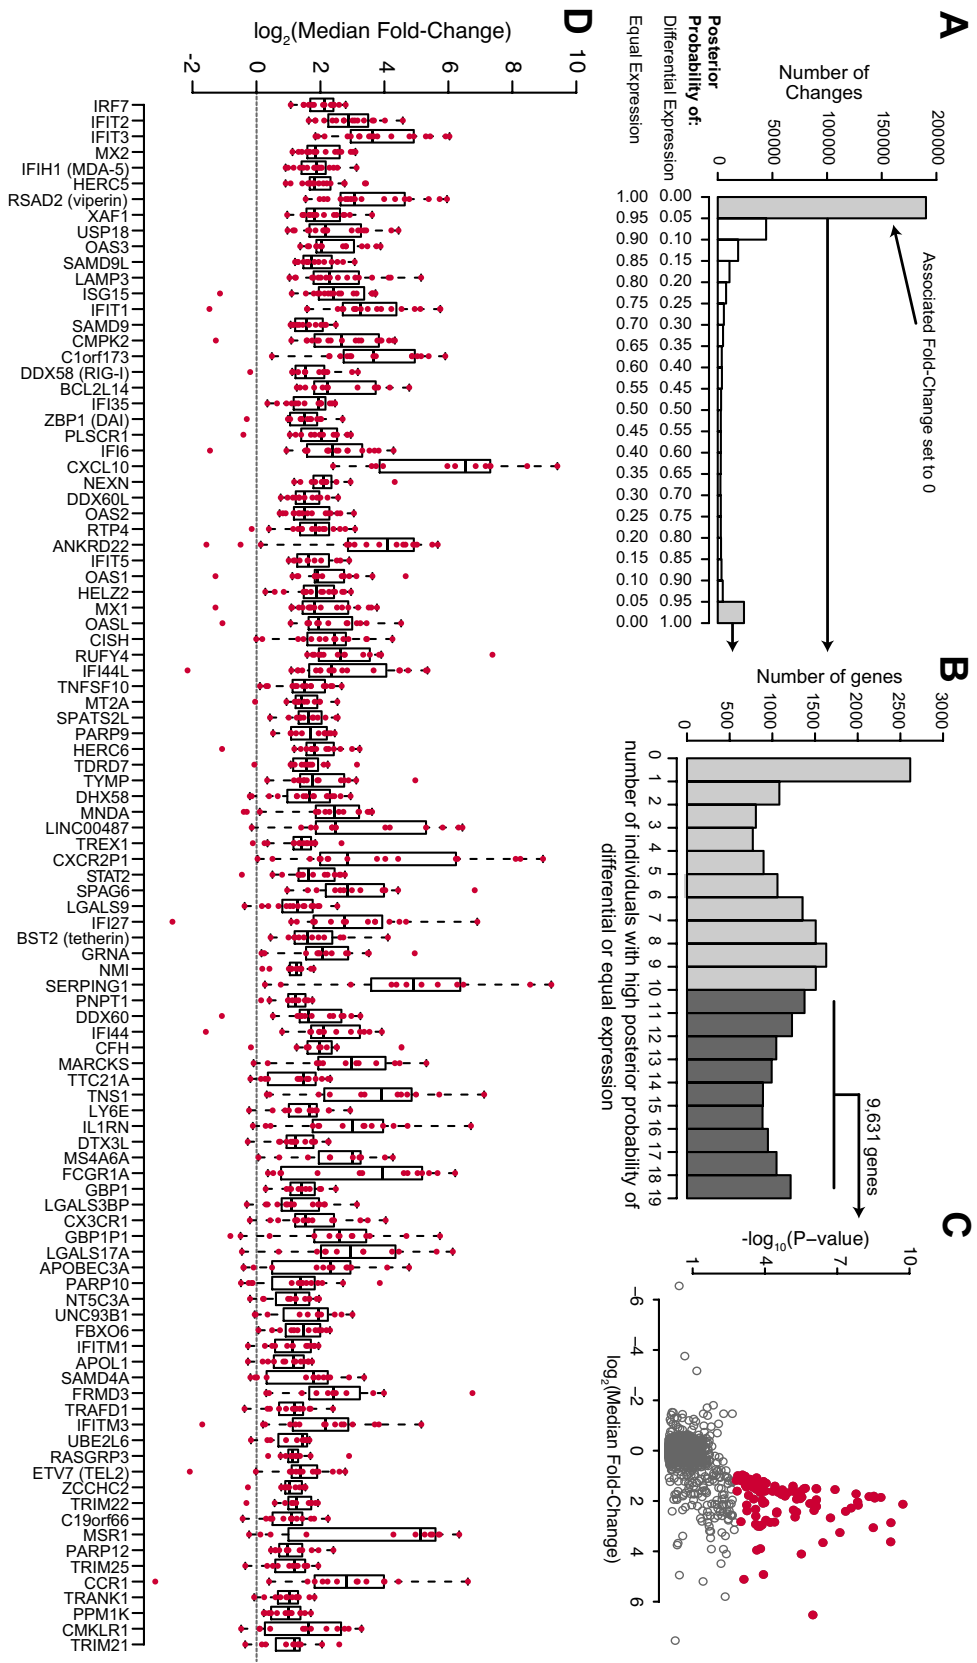 A
Number of
Changes
0
50000
100000
150000
200000
Associated Fold-Change set to 0
Posterior
Probability of:
Differential Expression
0.00 0.05 0.10 0.15 0.20 0.25 0.30 0.35 0.40 0.45 0.50 0.55 0.60 0.65 0.70 0.75 0.80 0.85 0.90 0.95 1.00
Equal Expression
1.00 0.95 0.90 0.85 0.80 0.75 0.70 0.65 0.60 0.55 0.50 0.45 0.40 0.35 0.30 0.25 0.20 0.15 0.10 0.05 0.00
B
Number of genes
0
500
1000
1500
2000
2500
3000
9,631 genes
0 1 2 3 4 5 6 7 8 9 10 11 12 13 14 15 16 17 18 19
number of individuals with high posterior probability of
differential or equal expression
C
-log10(P−value)
1
4
7
10
−6 −4 −2 0 2 4 6
log2(Median Fold-Change)
D
log2(Median Fold-Change)
-2
0
2
4
6
8
10
IRF7
IFIT2
IFIT3
MX2
IFIH1 (MDA-5)
HERC5
RSAD2 (viperin)
XAF1
USP18
OAS3
SAMD9L
LAMP3
ISG15
IFIT1
SAMD9
CMPK2
C1orf173
DDX58 (RIG-I)
BCL2L14
IFI35
ZBP1 (DAI)
PLSCR1
IFI6
CXCL10
NEXN
DDX60L
OAS2
RTP4
ANKRD22
IFIT5
OAS1
HELZ2
MX1
OASL
CISH
RUFY4
IFI44L
TNFSF10
MT2A
SPATS2L
PARP9
HERC6
TDRD7
TYMP
DHX58
MNDA
LINC00487
TREX1
CXCR2P1
STAT2
SPAG6
LGALS9
IFI27
BST2 (tetherin)
GRNA
NMI
SERPING1
PNPT1
DDX60
IFI44
CFH
MARCKS
TTC21A
TNS1
LY6E
IL1RN
DTX3L
MS4A6A
FCGR1A
GBP1
LGALS3BP
CX3CR1
GBP1P1
LGALS17A
APOBEC3A
PARP10
NT5C3A
UNC93B1
FBXO6
IFITM1
APOL1
SAMD4A
FRMD3
TRAFD1
IFITM3
UBE2L6
RASGRP3
ETV7 (TEL2)
ZCCHC2
TRIM22
C19orf66
MSR1
PARP12
TRIM25
CCR1
TRANK1
PPM1K
CMKLR1
TRIM21